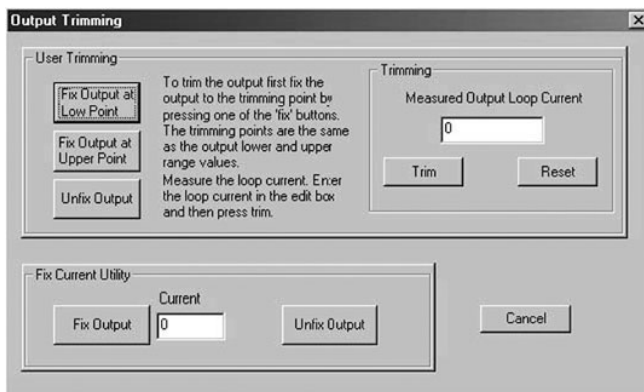 Output Trimming
User Trimming
Fix Output at
Low Point
Fix Output at
Upper Point
Unfix Output
To trim the output first fix the
output to the trimming point by
pressing one of the 'fix' buttons.
The trimming points are the same
as the output lower and upper
range values.
Measure the loop current. Enter
the loop current in the edit box
and then press trim.
Trimming
Measured Output Loop Current
0
Trim
Reset
Fix Current Utility
Fix Output
Current
0
Unfix Output
Cancel